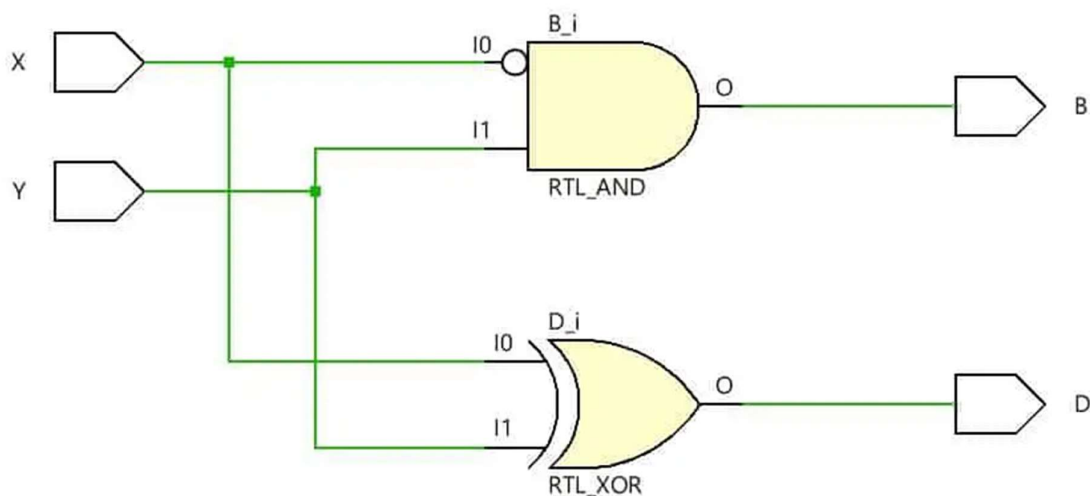 B_i
X
I0
O
B
I1
Y
RTL_AND
D_i
I0
O
D
I1
RTL_XOR